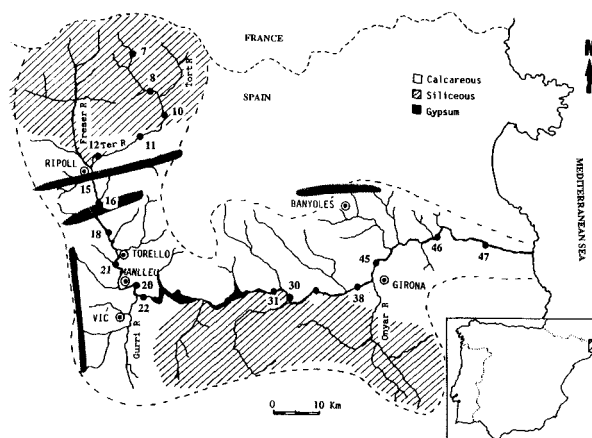 FRANCE
SPAIN
N
Calcareous
Siliceous
Gypsum
MEDITERRANEAN SEA
7
8
10
11
12
Ter R
Tort R
Freser R
RIPOLL
15
16
18
TORELLO
21
MANLLEU
20
22
VIC
Gurri R
BANYOLES
31
30
38
45
46
47
GIRONA
Onyar R
0 10 Km